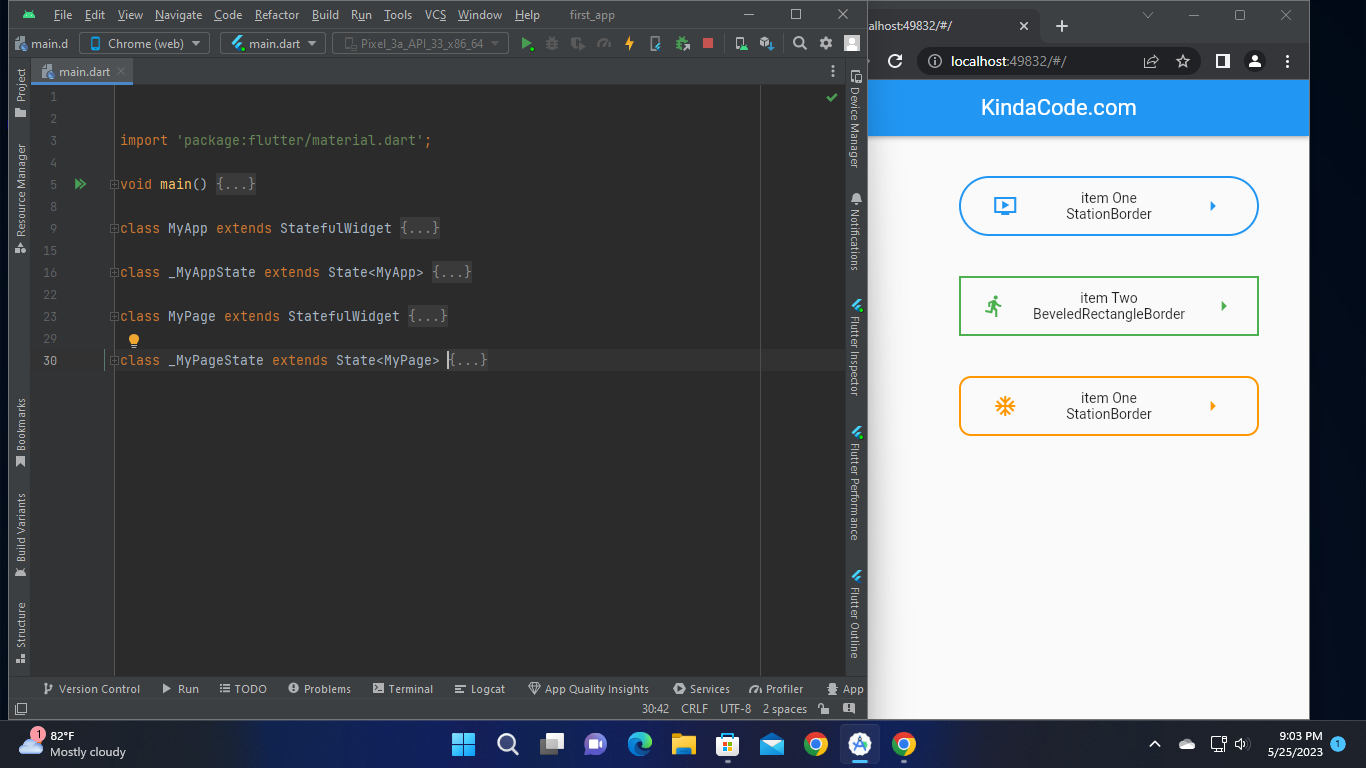 File Edit View Navigate Code Refactor Build Run Tools VCS Window Help first_app
main.d Chrome (web) main.dart Pixel_3a_API_33_x86_64
main.dart
Project
Resource Manager
Bookmarks
Build Variants
Structure
1
2
3 import 'package:flutter/material.dart';
4
5 void main() {...}
8
9 class MyApp extends StatefulWidget {...}
15
16 class _MyAppState extends State<MyApp> {...}
22
23 class MyPage extends StatefulWidget {...}
29
30 class _MyPageState extends State<MyPage> {...}
Device Manager
Notifications
Flutter Inspector
Flutter Performance
Flutter Outline
Version Control Run TODO Problems Terminal Logcat App Quality Insights Services Profiler App
30:42 CRLF UTF-8 2 spaces
alhost:49832/#/
localhost:49832/#/
KindaCode.com
item One
StationBorder
item Two
BeveledRectangleBorder
item One
StationBorder
1
82°F
Mostly cloudy
9:03 PM
5/25/2023
1